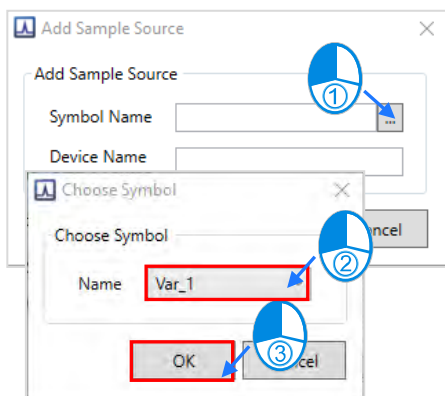 Add Sample Source
Add Sample Source
Symbol Name
...
①
Device Name
Choose Symbol
ncel
Choose Symbol
②
Name Var_1
OK
③
cel